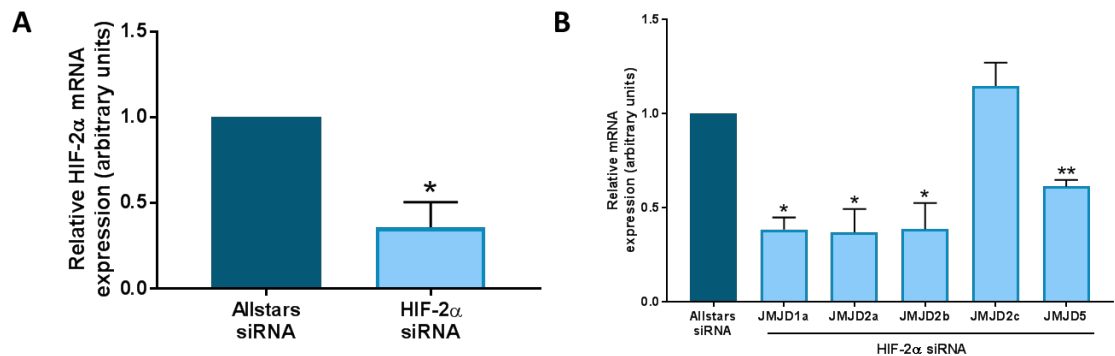 A
Relative HIF-2α mRNA
expression (arbitrary units)
1.5
1.0
0.5
0.0
*
Allstars
siRNA
HIF-2α
siRNA
B
Relative mRNA
expression (arbitrary units)
1.5
1.0
0.5
0.0
*
*
*
**
Allstars
siRNA
JMJD1a
JMJD2a
JMJD2b
JMJD2c
JMJD5
HIF-2α siRNA